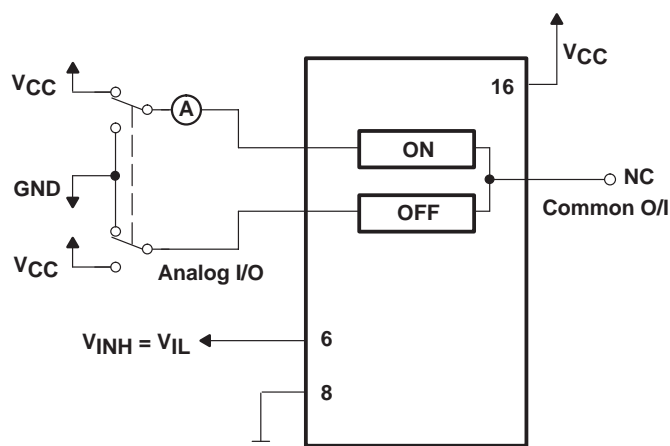 VCC
16
VCC
A
ON
GND
NC
OFF
Common O/I
VCC
Analog I/O
VINH = VIL
6
8